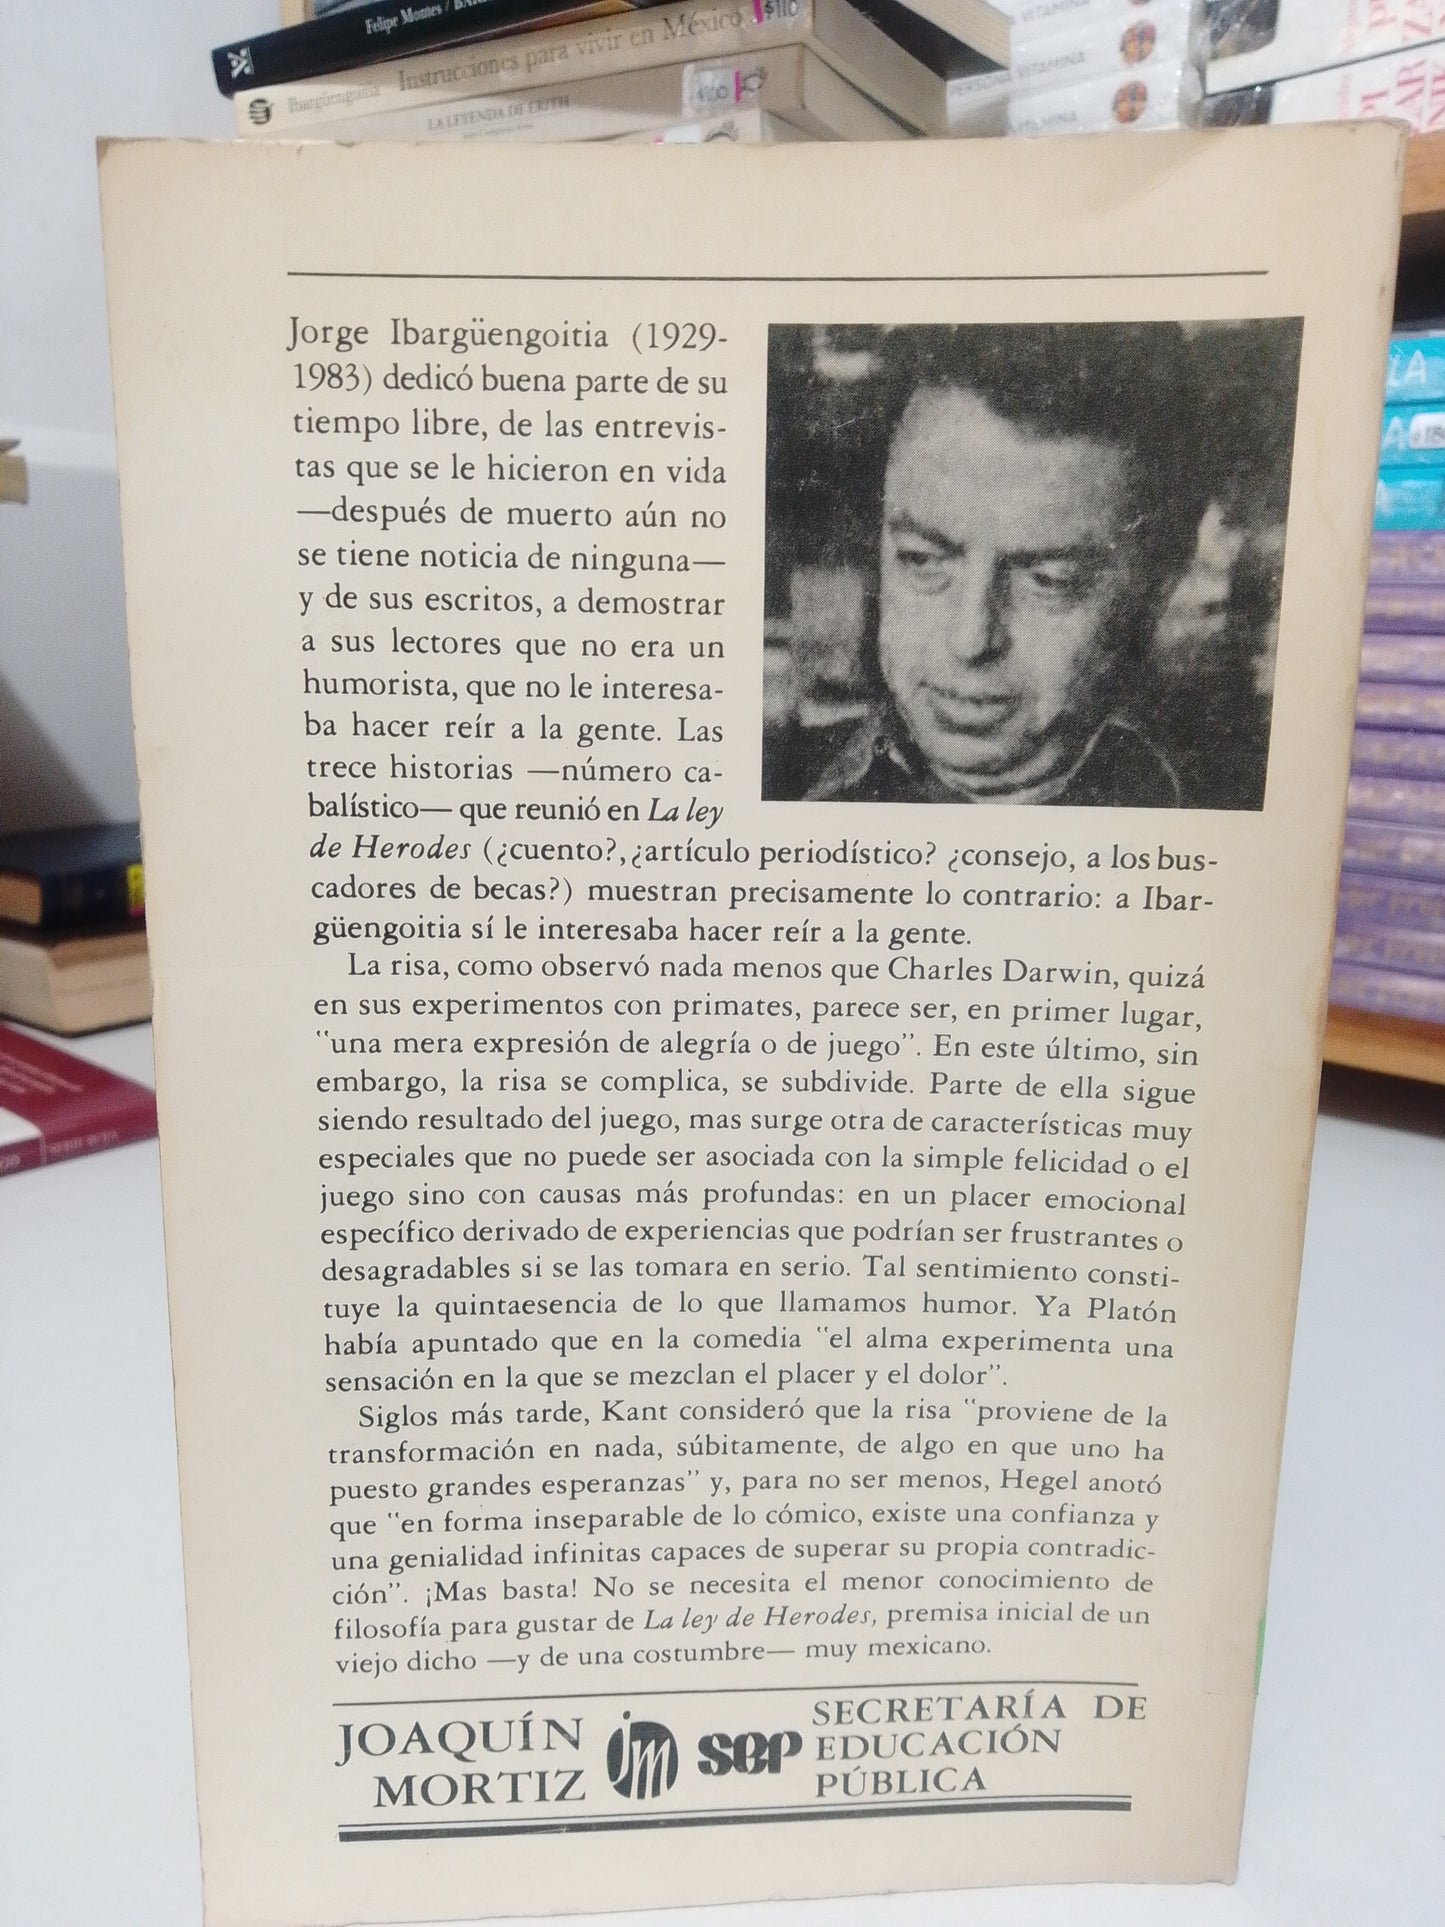 Felipe Montes /
Ibargüengoitia Instrucciones para vivir en México $110
LA LEYENDA DE LILITH
$100
VITAMINA
PERSONA VITAMINA
VITAMINA
Jorge Ibargüengoitia (1929-
1983) dedicó buena parte de su
tiempo libre, de las entrevis-
tas que se le hicieron en vida
—después de muerto aún no
se tiene noticia de ninguna—
y de sus escritos, a demostrar
a sus lectores que no era un
humorista, que no le interesa-
ba hacer reír a la gente. Las
trece historias —número ca-
balístico— que reunió en La ley
de Herodes (¿cuento?,¿artículo periodístico? ¿consejo, a los bus-
cadores de becas?) muestran precisamente lo contrario: a Ibar-
güengoitia sí le interesaba hacer reír a la gente.
La risa, como observó nada menos que Charles Darwin, quizá
en sus experimentos con primates, parece ser, en primer lugar,
"una mera expresión de alegría o de juego". En este último, sin
embargo, la risa se complica, se subdivide. Parte de ella sigue
siendo resultado del juego, mas surge otra de características muy
especiales que no puede ser asociada con la simple felicidad o el
juego sino con causas más profundas: en un placer emocional
específico derivado de experiencias que podrían ser frustrantes o
desagradables si se las tomara en serio. Tal sentimiento consti-
tuye la quintaesencia de lo que llamamos humor. Ya Platón
había apuntado que en la comedia "el alma experimenta una
sensación en la que se mezclan el placer y el dolor".
Siglos más tarde, Kant consideró que la risa "proviene de la
transformación en nada, súbitamente, de algo en que uno ha
puesto grandes esperanzas" y, para no ser menos, Hegel anotó
que "en forma inseparable de lo cómico, existe una confianza y
una genialidad infinitas capaces de superar su propia contradic-
ción". ¡Mas basta! No se necesita el menor conocimiento de
filosofía para gustar de La ley de Herodes, premisa inicial de un
viejo dicho —y de una costumbre— muy mexicano.
JOAQUÍN
MORTIZ
jm
sep
SECRETARÍA DE
EDUCACIÓN
PÚBLICA